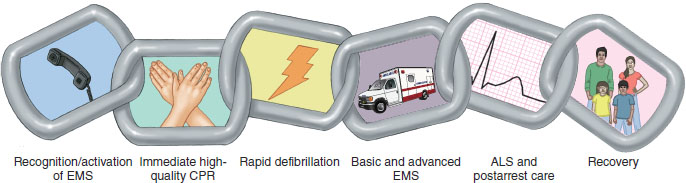 Recognition/activation
of EMS
Immediate high-
quality CPR
Rapid defibrillation
Basic and advanced
EMS
ALS and
postarrest care
Recovery